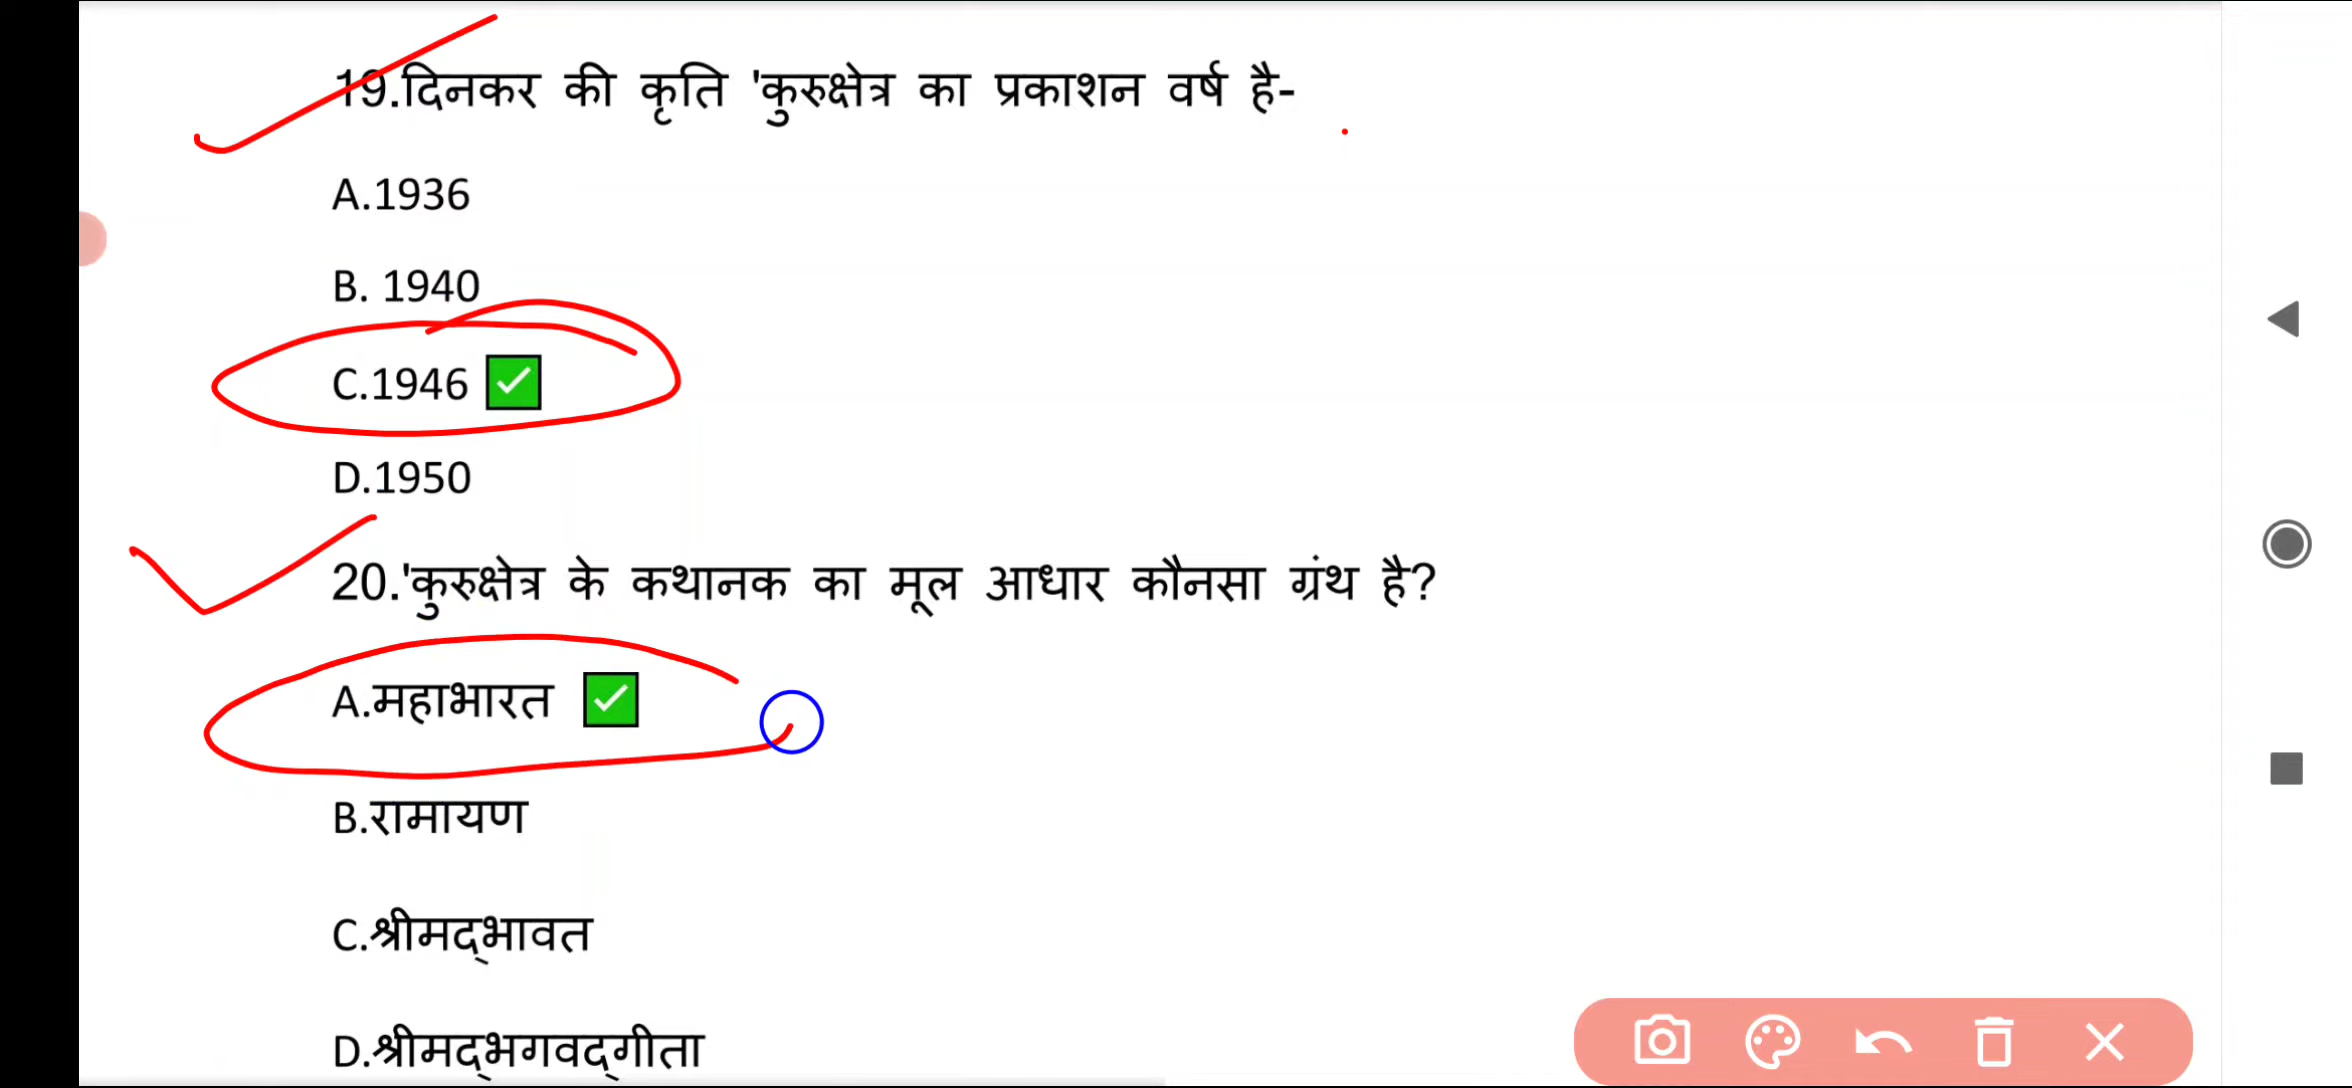 19.दिनकर की कृति 'कुरुक्षेत्र का प्रकाशन वर्ष है-
A.1936
B. 1940
C.1946
D.1950
20.'कुरुक्षेत्र के कथानक का मूल आधार कौनसा ग्रंथ है?
A.महाभारत
B.रामायण
C.श्रीमद्भावत
D.श्रीमद्भगवद्गीता